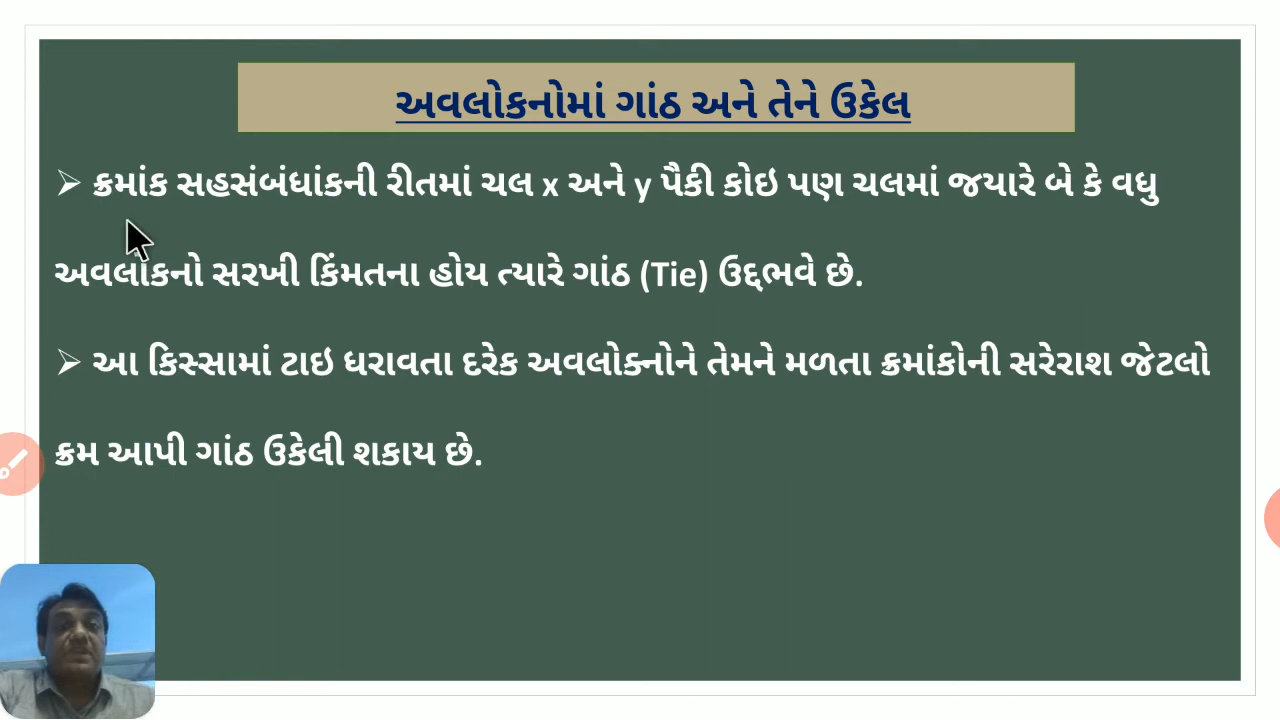 અવલોકનોમાં ગાંઠ અને તેને ઉકેલ
➢ ક્રમાંક સહસંબંધાંકની રીતમાં ચલ x અને y પૈકી કોઇ પણ ચલમાં જયારે બે કે વધુ
અવલોકનો સરખી કિંમતના હોય ત્યારે ગાંઠ (Tie) ઉદ્દભવે છે.
➢ આ કિસ્સામાં ટાઇ ધરાવતા દરેક અવલોક્નોને તેમને મળતા ક્રમાંકોની સરેરાશ જેટલો
ક્રમ આપી ગાંઠ ઉકેલી શકાય છે.